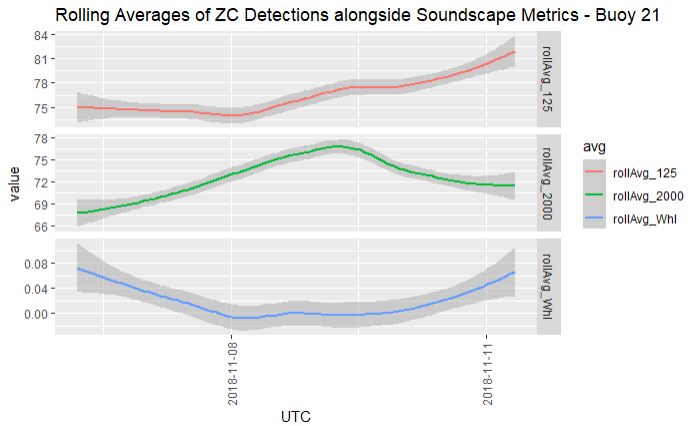 Rolling Averages of ZC Detections alongside Soundscape Metrics - Buoy 21
84
81
78
75
rollAvg_125
78
75
72
69
66
rollAvg_2000
0.08
0.04
0.00
rollAvg_Whl
value
2018-11-08
2018-11-11
UTC
avg
rollAvg_125
rollAvg_2000
rollAvg_Whl